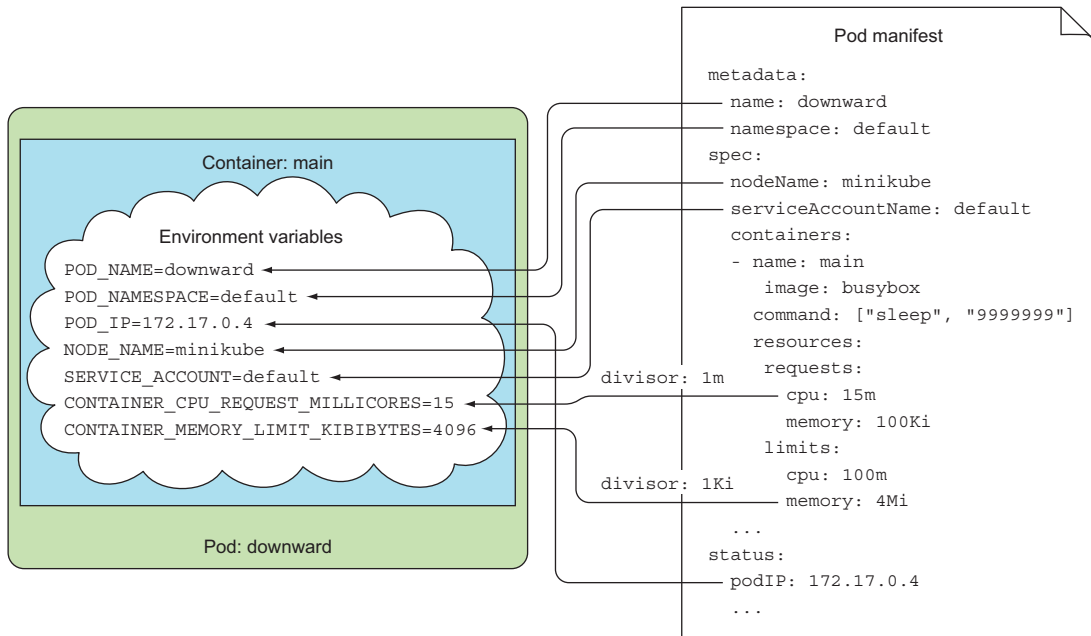 Container: main
Environment variables
POD_NAME=downward
POD_NAMESPACE=default
POD_IP=172.17.0.4
NODE_NAME=minikube
SERVICE_ACCOUNT=default
CONTAINER_CPU_REQUEST_MILLICORES=15
CONTAINER_MEMORY_LIMIT_KIBIBYTES=4096
Pod: downward
divisor: 1m
divisor: 1Ki
Pod manifest
metadata:
name: downward
namespace: default
spec:
nodeName: minikube
serviceAccountName: default
containers:
- name: main
image: busybox
command: ["sleep", "9999999"]
resources:
requests:
cpu: 15m
memory: 100Ki
limits:
cpu: 100m
memory: 4Mi
...
status:
podIP: 172.17.0.4
...